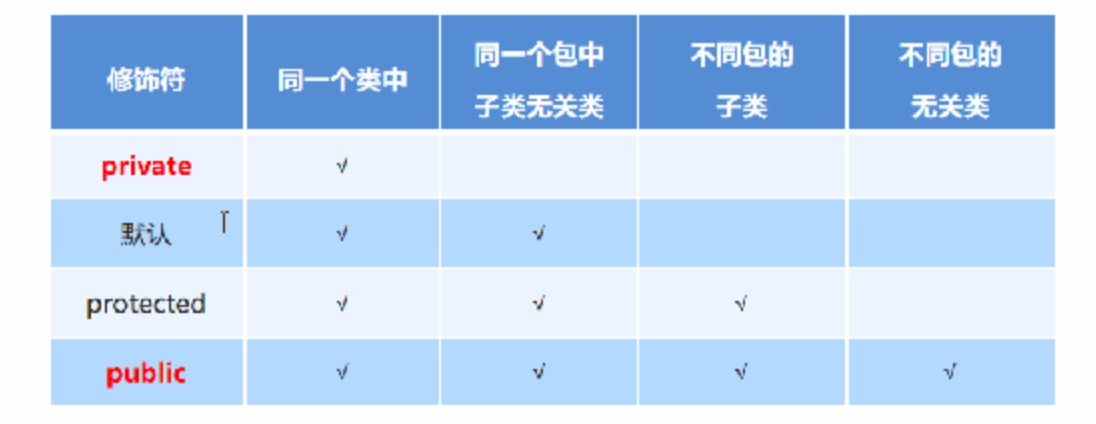 修饰符 同一个类中 同一个包中 不同包的 不同包的
子类无关类 子类 无关类
private √
默认 √ √
protected √ √ √
public √ √ √ √